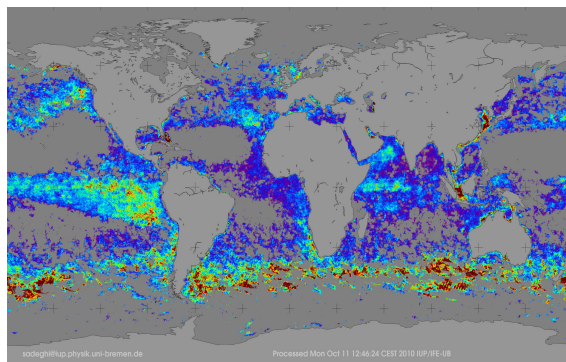 sadeghi@iup.physik.uni-bremen.de
Processed Mon Oct 11 12:46:24 CEST 2010 IUP/IFE-UB